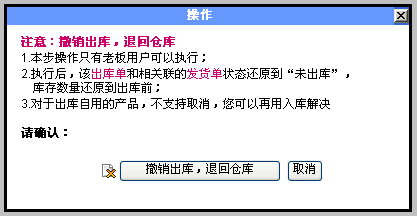 操作
注意：撤销出库，退回仓库
1.本步操作只有老板用户可以执行；
2.执行后，该出库单和相关联的发货单状态还原到“未出库”，
库存数量还原到出库前；
3.对于出库自用的产品，不支持取消，您可以再用入库解决
请确认：
撤销出库，退回仓库 取消